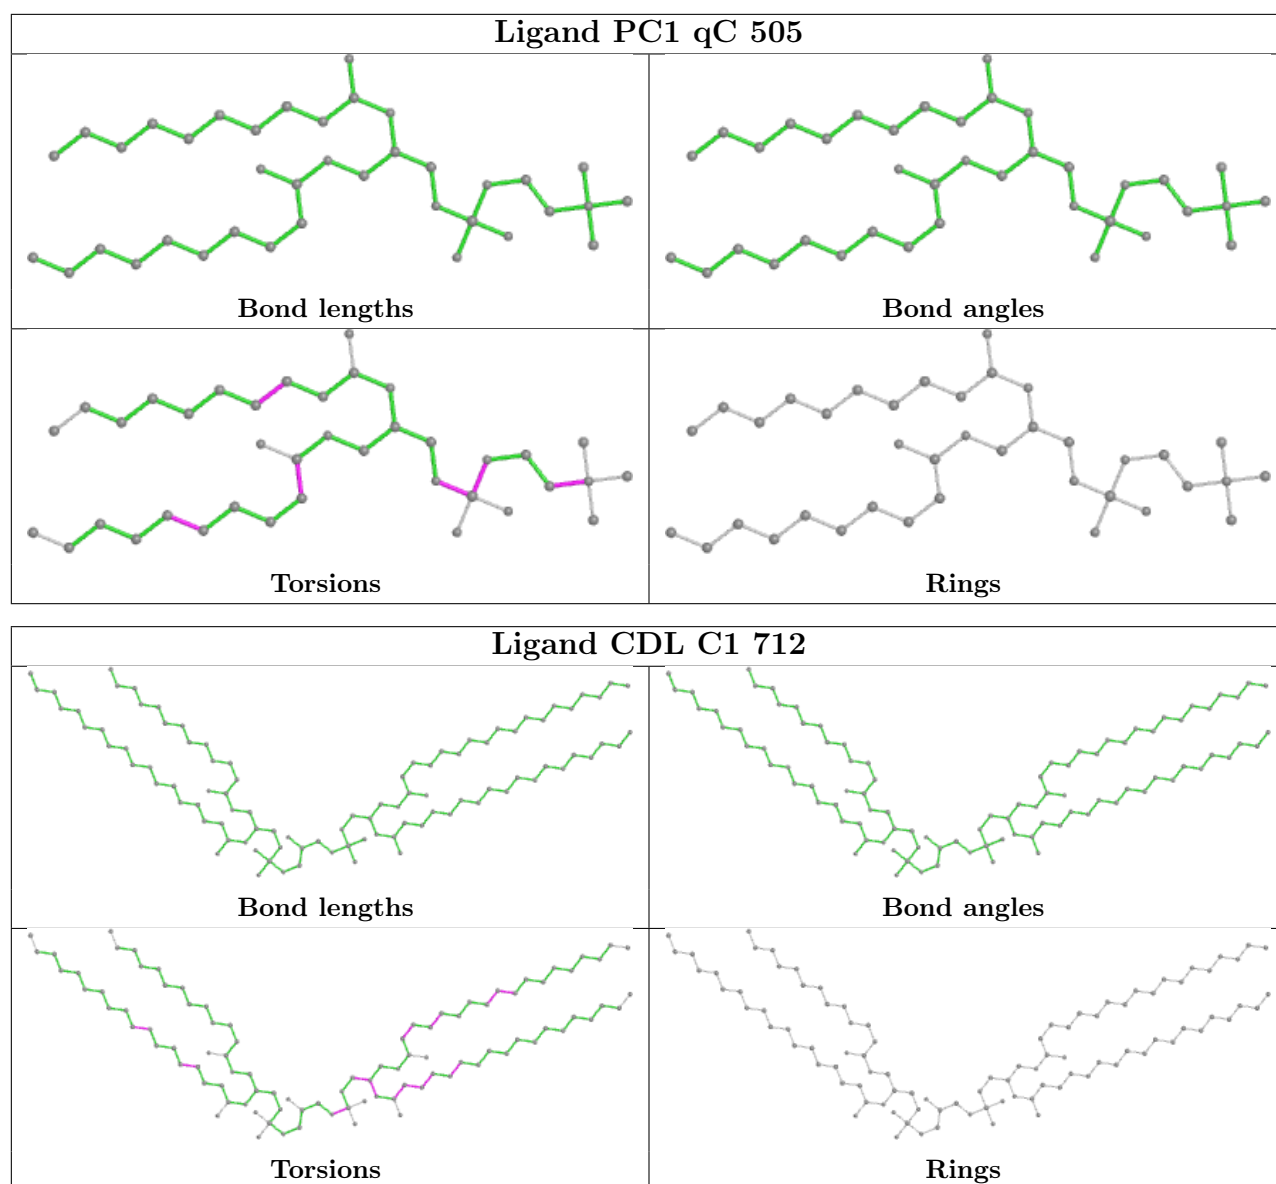 Ligand PC1 qC 505
Bond lengths
Bond angles
Torsions
Rings
Ligand CDL C1 712
Bond lengths
Bond angles
Torsions
Rings